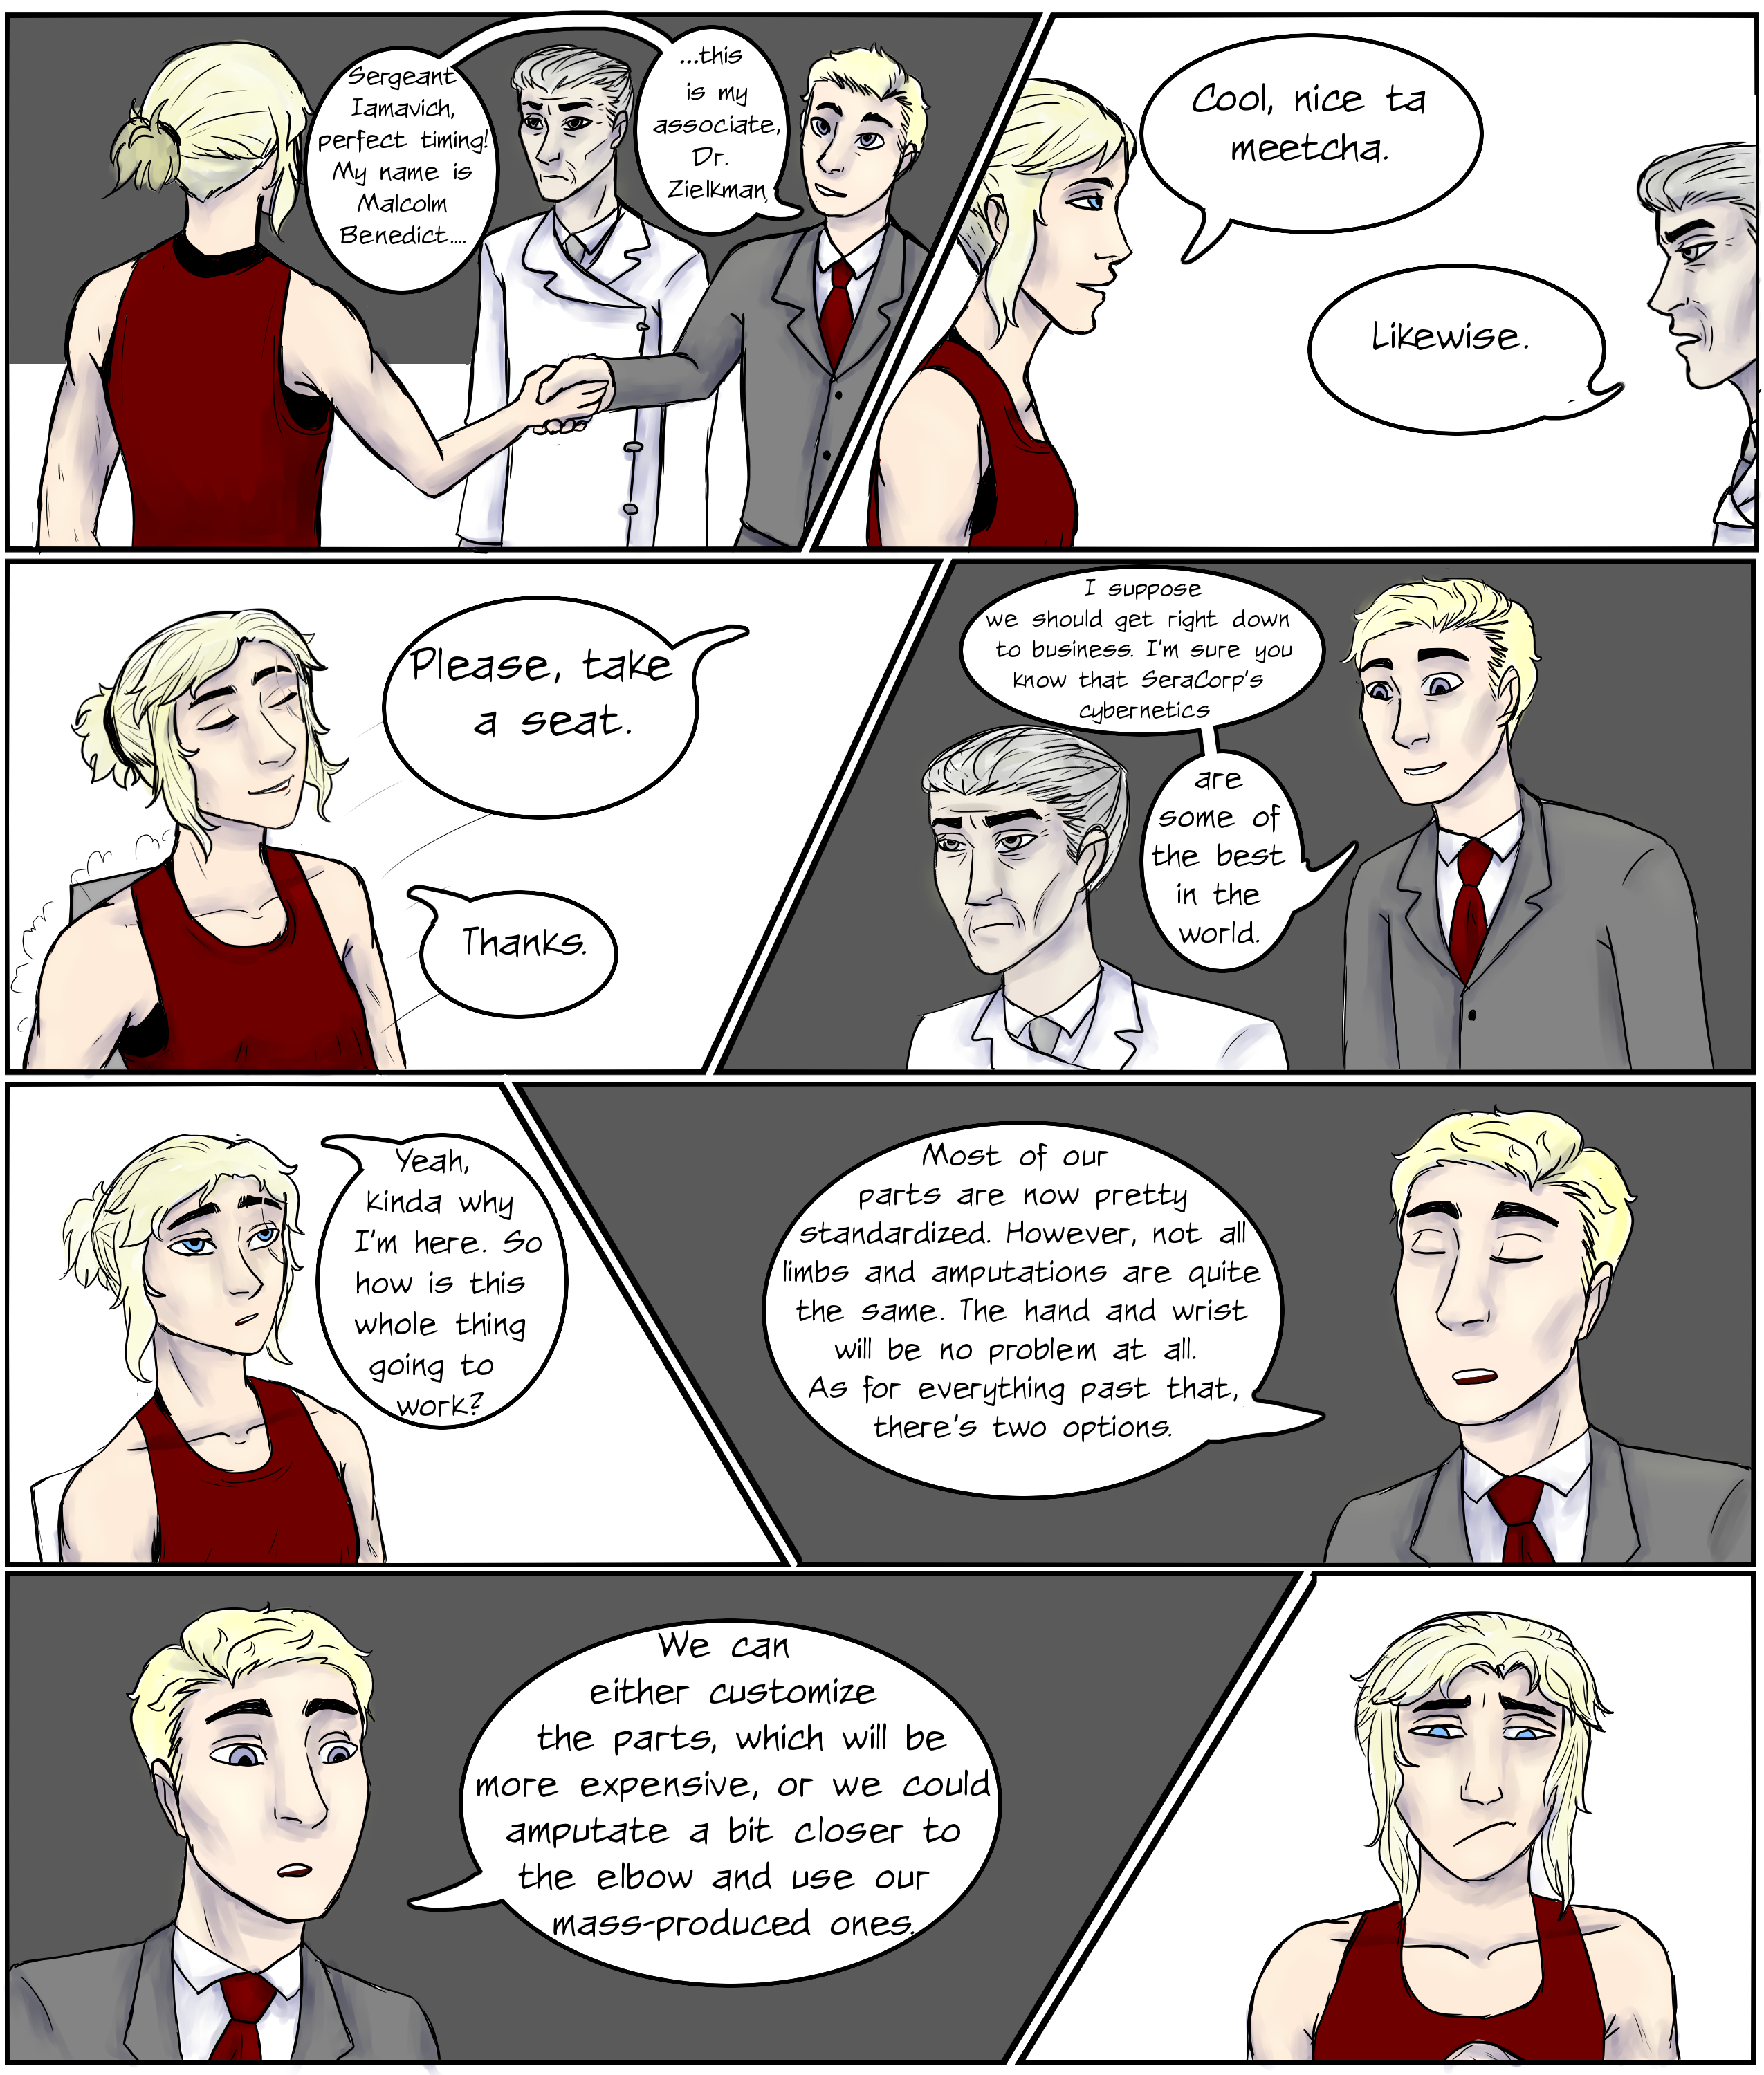 Sergeant
Iamavich,
perfect timing!
My name is
Malcolm
Benedict....
...this
is my
associate,
Dr.
Zielkman.
Cool, nice ta
meetcha.
Likewise.
Please, take
a seat.
Thanks.
I suppose
we should get right down
to business. I'm sure you
know that SeraCorp's
cybernetics
are
some of
the best
in the
world.
Yeah,
kinda why
I'm here. So
how is this
whole thing
going to
work?
Most of our
parts are now pretty
standardized. However, not all
limbs and amputations are quite
the same. The hand and wrist
will be no problem at all.
As for everything past that,
there's two options.
We can
either customize
the parts, which will be
more expensive, or we could
amputate a bit closer to
the elbow and use our
mass-produced ones.